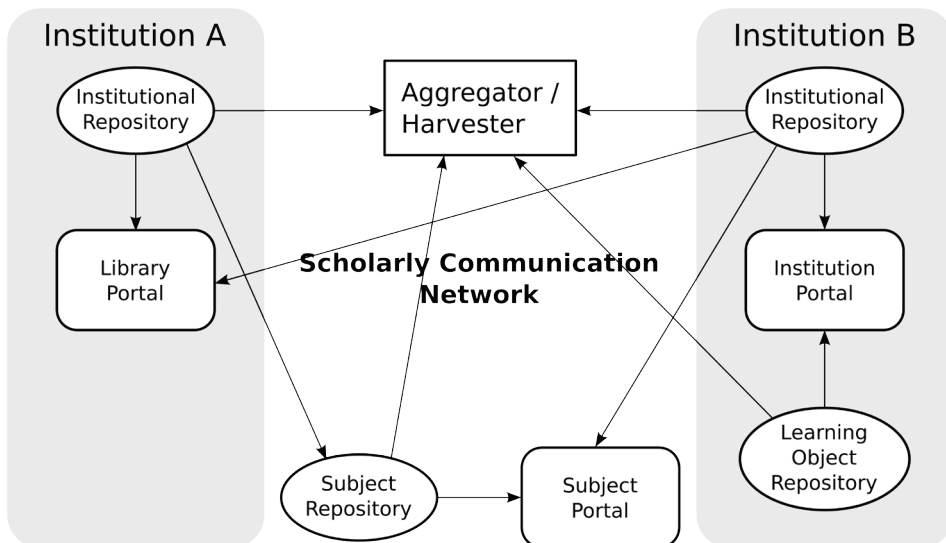 Institution A
Institution B
Institutional
Repository
Aggregator /
Harvester
Institutional
Repository
Library
Portal
Scholarly Communication
Network
Institution
Portal
Subject
Repository
Subject
Portal
Learning
Object
Repository